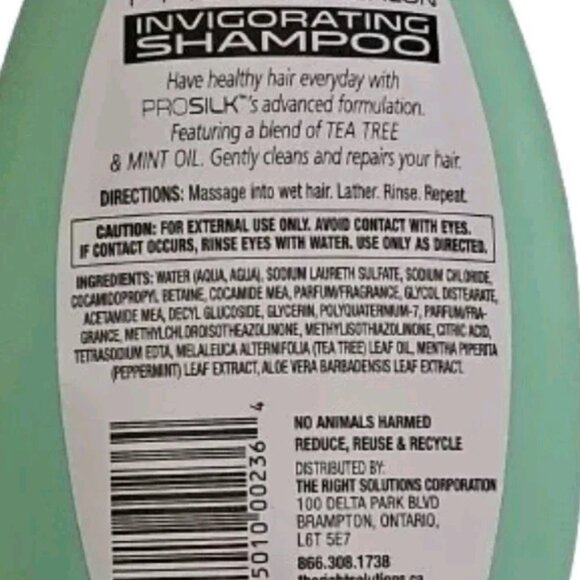 INVIGORATING
SHAMPOO
Have healthy hair everyday with
PROSILK™'s advanced formulation.
Featuring a blend of TEA TREE
& MINT OIL. Gently cleans and repairs your hair.
DIRECTIONS: Massage into wet hair. Lather. Rinse. Repeat.
CAUTION: FOR EXTERNAL USE ONLY. AVOID CONTACT WITH EYES.
IF CONTACT OCCURS, RINSE EYES WITH WATER. USE ONLY AS DIRECTED.
INGREDIENTS: WATER (AQUA, AGUA), SODIUM LAURETH SULFATE, SODIUM CHLORIDE,
COCAMIDOPROPYL BETAINE, COCAMIDE MEA, PARFUM/FRAGRANCE, GLYCOL DISTEARATE,
ACETAMIDE MEA, DECYL GLUCOSIDE, GLYCERIN, POLYQUATERNIUM-7, PARFUM/FRA-
GRANCE, METHYLCHLOROISOTHEAZOLINONE, METHYLISOTHIAZOLINONE, CITRIC ACID,
TETRASODIUM EDTA, MELALEUCA ALTERNIFOLIA (TEA TREE) LEAF OIL, MENTHA PIPERITA
(PEPPERMINT) LEAF EXTRACT, ALOE VERA BARBADENSIS LEAF EXTRACT.
5010 00236 4
NO ANIMALS HARMED
REDUCE, REUSE & RECYCLE
DISTRIBUTED BY:
THE RIGHT SOLUTIONS CORPORATION
100 DELTA PARK BLVD
BRAMPTON, ONTARIO,
L6T 5E7
866.308.1738
therightsolutions.ca